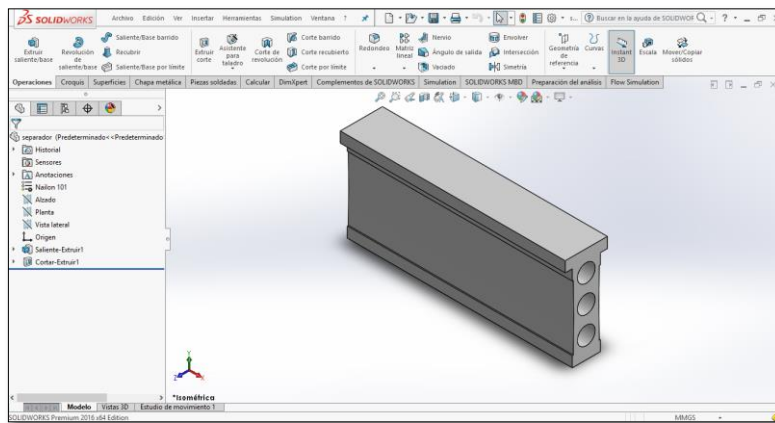 SOLIDWORKS Archivo Edición Ver Insertar Herramientas Simulation Ventana ? Buscar en la ayuda de SOLIDWOR
Extruir saliente/base
Revolución de saliente/base
Saliente/Base barrido
Recubrir
Saliente/Base por límite
Extruir corte
Asistente para taladro
Corte de revolución
Corte barrido
Corte recubierto
Corte por límite
Redondeo
Matriz lineal
Nervio
Ángulo de salida
Vaciado
Envolver
Intersección
Simetría
Geometría de referencia
Curvas
Instant 3D
Escala
Mover/Copiar sólidos
Operaciones Croquis Superficies Chapa metálica Piezas soldadas Calcular DimXpert Complementos de SOLIDWORKS Simulation SOLIDWORKS MBD Preparación del análisis Flow Simulation
separador (Predeterminado<<Predeterminado
Historial
Sensores
Anotaciones
Nailon 101
Alzado
Planta
Vista lateral
Origen
Saliente-Extruir1
Cortar-Extruir1
*Isométrica
Modelo Vistas 3D Estudio de movimiento 1
SOLIDWORKS Premium 2016 x64 Edition MMGS